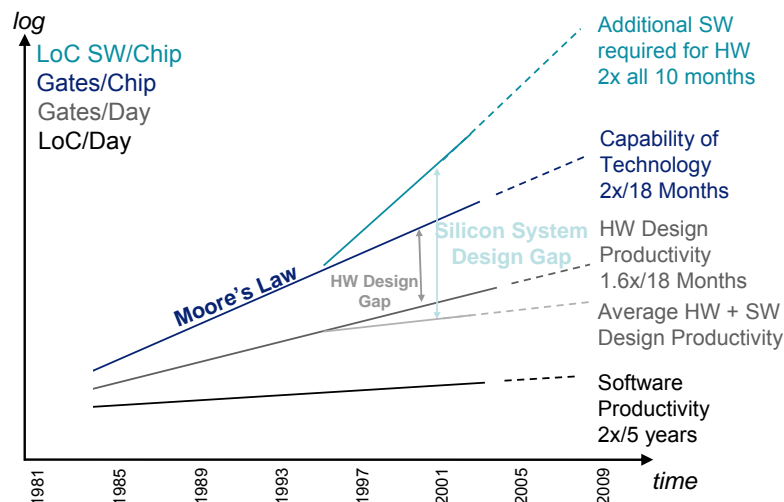 log
LoC SW/Chip
Gates/Chip
Gates/Day
LoC/Day
Additional SW
required for HW
2x all 10 months
Capability of
Technology
2x/18 Months
Moore's Law
Silicon System
Design Gap
HW Design
Gap
HW Design
Productivity
1.6x/18 Months
Average HW + SW
Design Productivity
Software
Productivity
2x/5 years
1981
1985
1989
1993
1997
2001
2005
2009
time